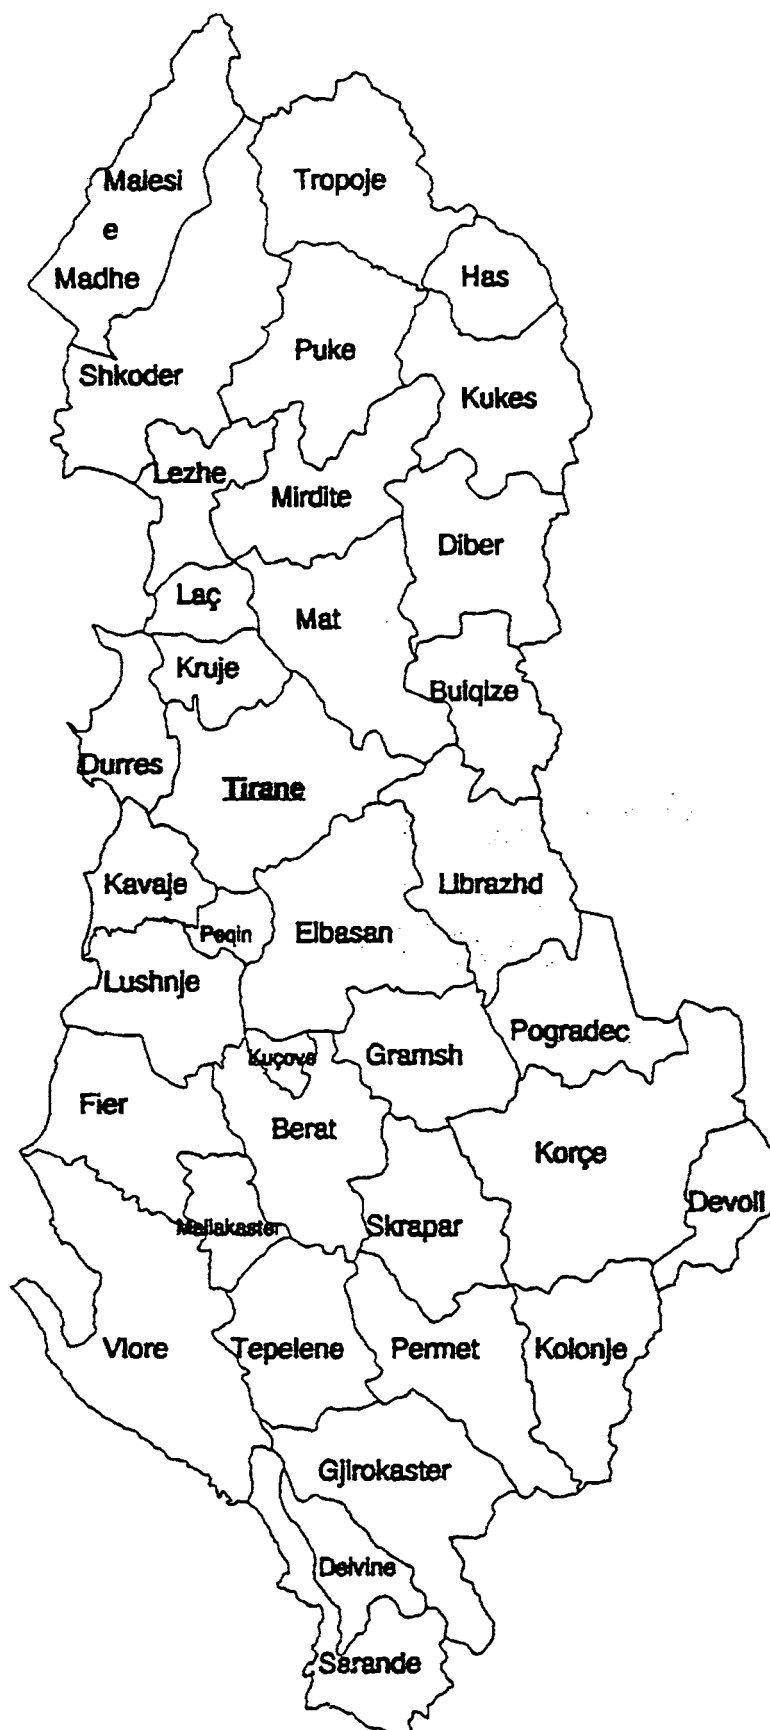 Malesi
e
Madhe
Tropoje
Has
Puke
Shkoder
Kukes
Lezhe
Mirdite
Diber
Laç
Mat
Kruje
Bulqize
Durres
Tirane
Kavaje
Librazhd
Peqin
Elbasan
Lushnje
Pogradec
Kuçove
Gramsh
Fier
Berat
Korçe
Devoll
Mallakaster
Skrapar
Vlore
Tepelene
Permet
Kolonje
Gjirokaster
Delvine
Sarande